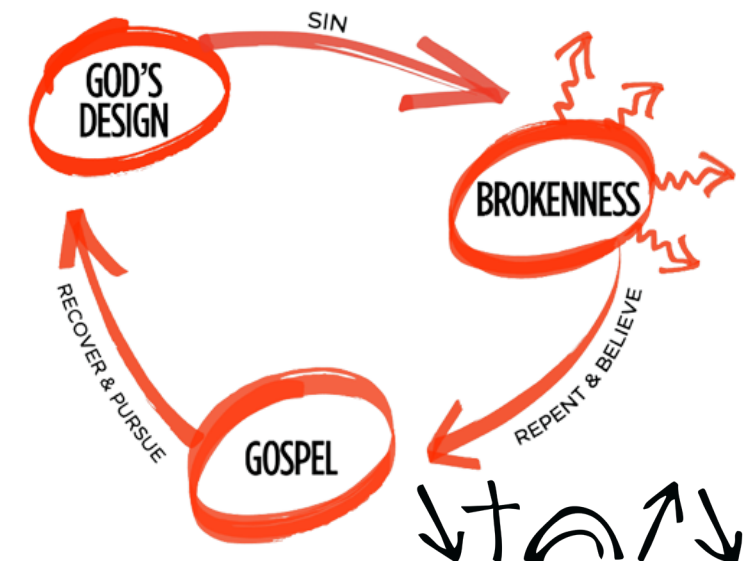 SIN
GOD'S
DESIGN
BROKENNESS
REPENT & BELIEVE
GOSPEL
RECOVER & PURSUE